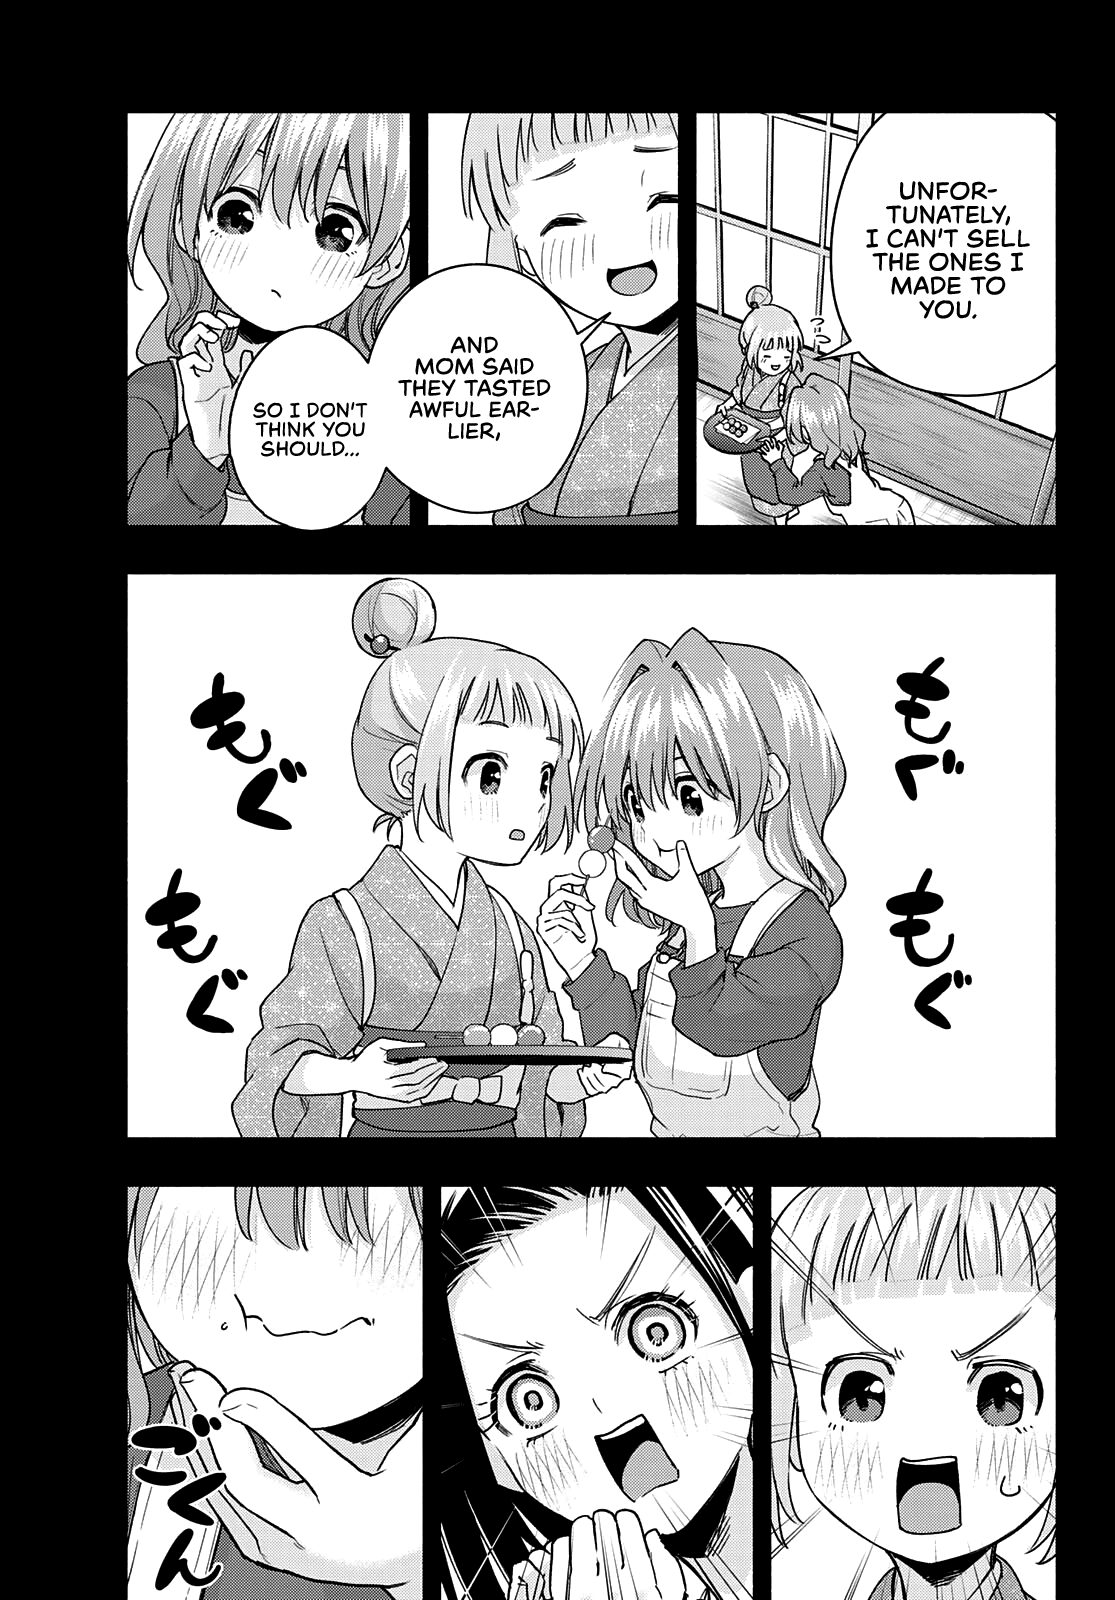 UNFOR-
TUNATELY,
I CAN'T SELL
THE ONES I
MADE TO
YOU.
AND
MOM SAID
THEY TASTED
AWFUL EAR-
LIER,
SO I DON'T
THINK YOU
SHOULD...
もぐ
もぐ
もぐ
もぐ
ごくん